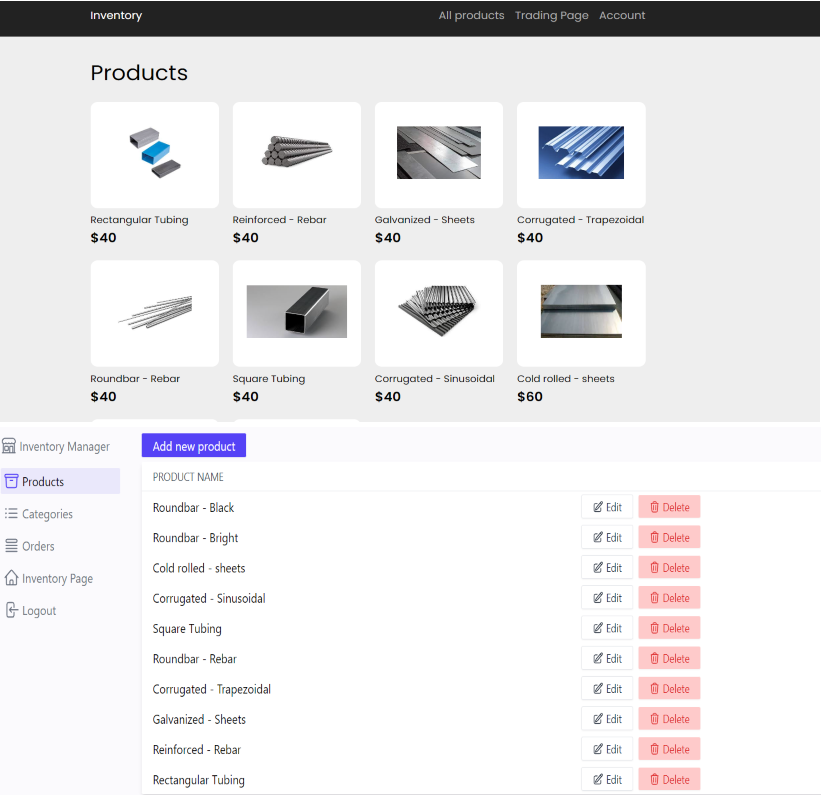 Inventory All products Trading Page Account
Products
Rectangular Tubing Reinforced - Rebar Galvanized - Sheets Corrugated - Trapezoidal
$40 $40 $40 $40
Roundbar - Rebar Square Tubing Corrugated - Sinusoidal Cold rolled - sheets
$40 $40 $40 $60
Inventory Manager Add new product
Products PRODUCT NAME
Roundbar - Black Edit Delete
Categories
Roundbar - Bright Edit Delete
Orders
Cold rolled - sheets Edit Delete
Inventory Page
Corrugated - Sinusoidal Edit Delete
Logout
Square Tubing Edit Delete
Roundbar - Rebar Edit Delete
Corrugated - Trapezoidal Edit Delete
Galvanized - Sheets Edit Delete
Reinforced - Rebar Edit Delete
Rectangular Tubing Edit Delete